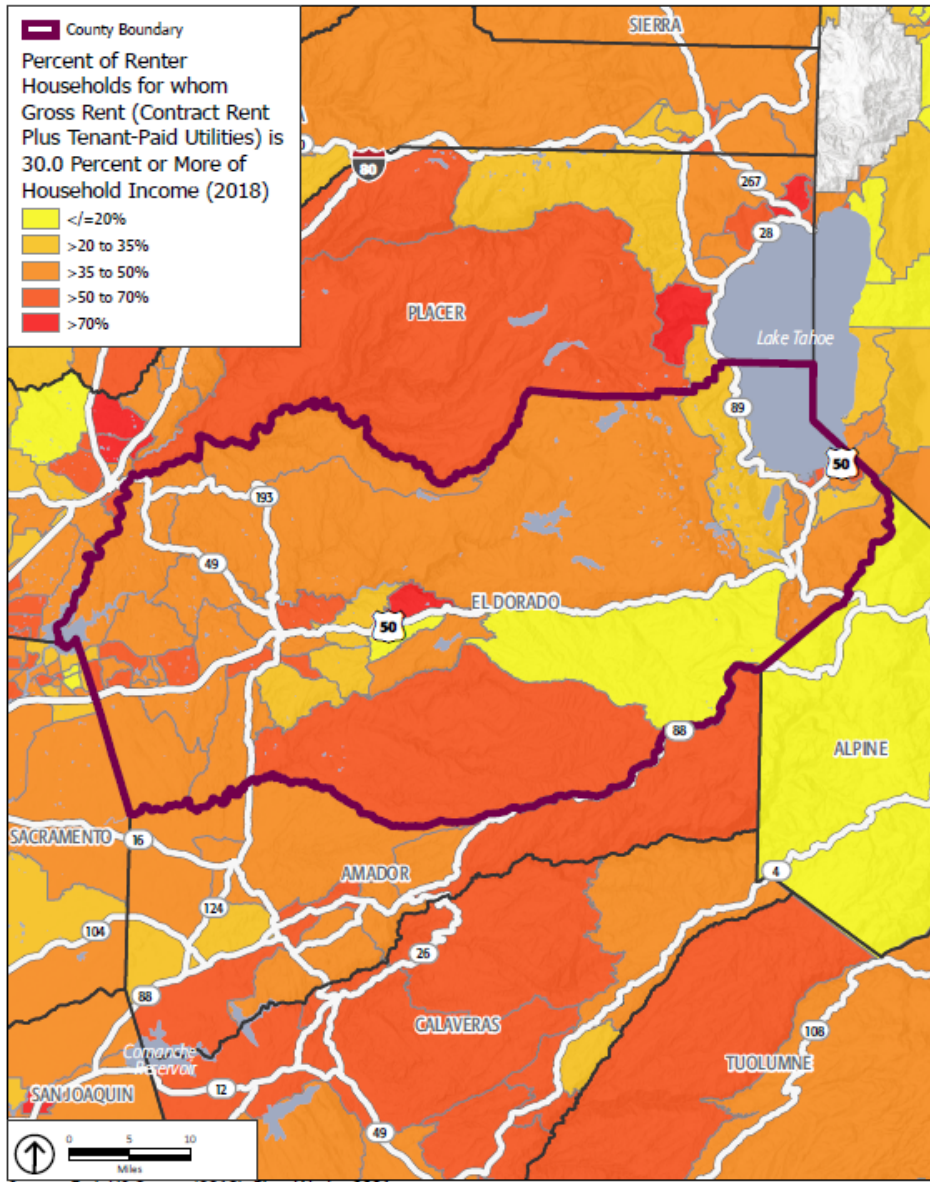 County Boundary
Percent of Renter
Households for whom
Gross Rent (Contract Rent
Plus Tenant-Paid Utilities) is
30.0 Percent or More of
Household Income (2018)
</=20%
>20 to 35%
>35 to 50%
>50 to 70%
>70%
SIERRA
80
267
28
PLACER
Lake Tahoe
89
50
193
49
EL DORADO
50
88
ALPINE
SACRAMENTO
16
AMADOR
4
124
104
26
88
CALAVERAS
108
Comanche
Reservoir
TUOLUMNE
12
SAN JOAQUIN
49
0 5 10
Miles